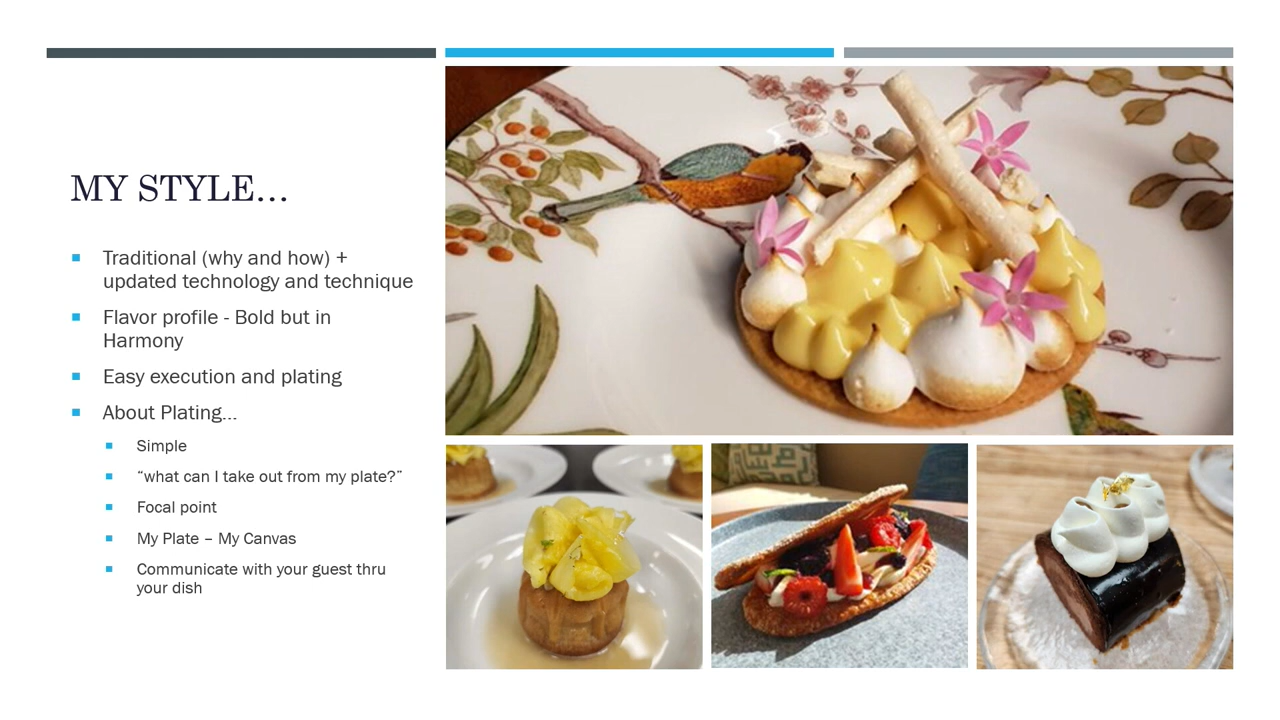 MY STYLE…
Traditional (why and how) +
updated technology and technique
Flavor profile - Bold but in
Harmony
Easy execution and plating
About Plating…
Simple
“what can I take out from my plate?”
Focal point
My Plate – My Canvas
Communicate with your guest thru
your dish